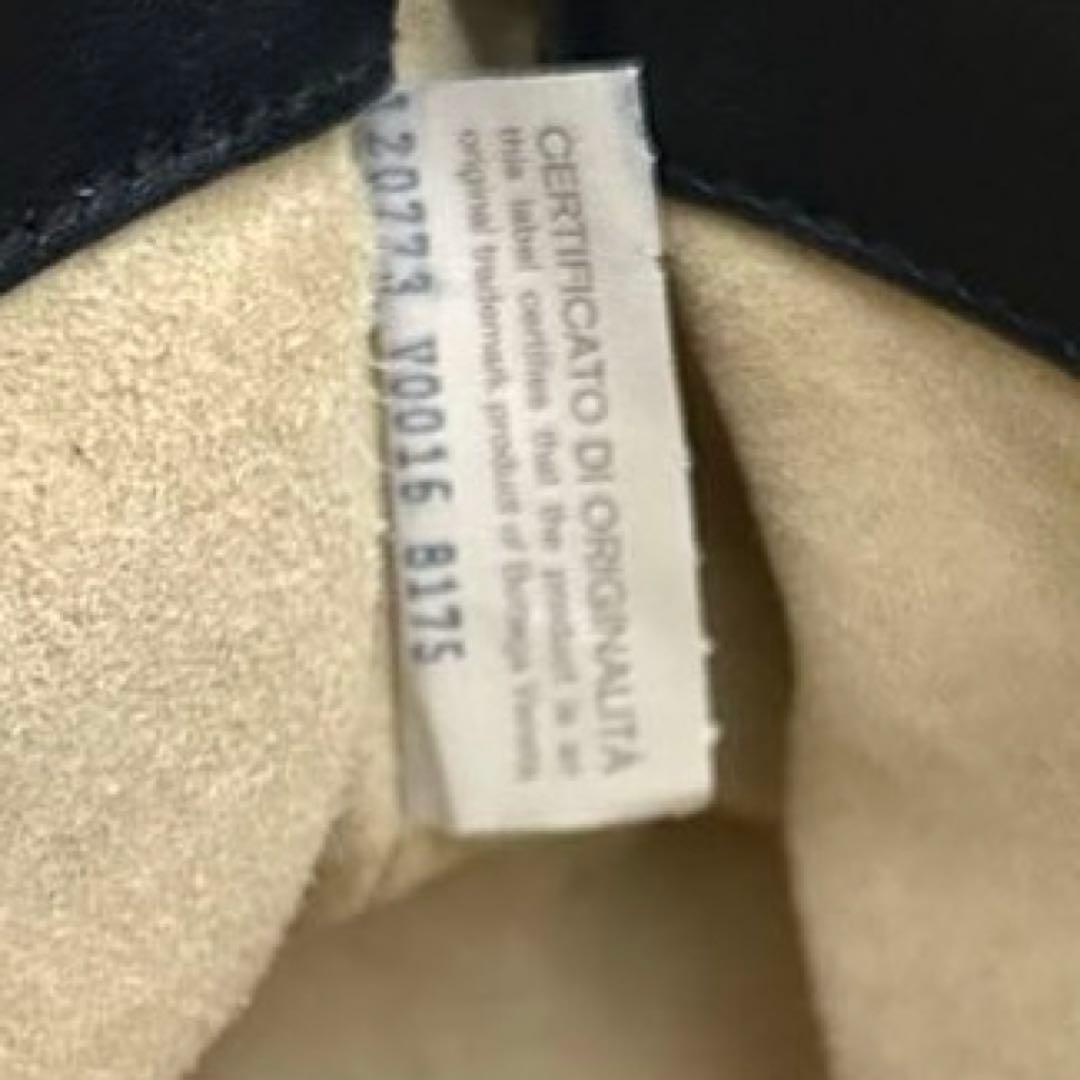 CERTIFICATO DI ORIGINALITÀ
this label certifies that the product is an
original trademark product of Bottega Veneta
120773 V0016 8175